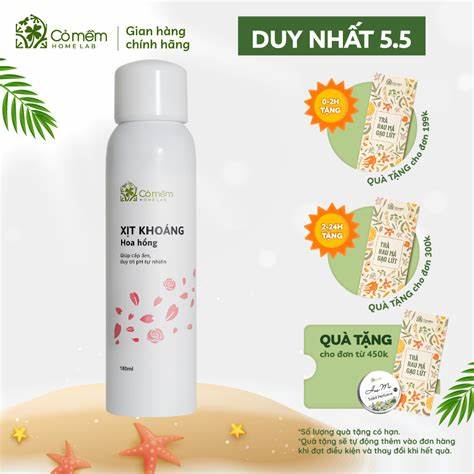 Cỏ mềm
HOME LAB
Gian hàng
chính hãng
DUY NHẤT 5.5
0-2H
TẶNG
TRÀ
RAU MÁ
GẠO LỨT
QUÀ TẶNG cho đơn 199k
Cỏ mềm
HOME LAB
XỊT KHOÁNG
Hoa hồng
Giúp cấp ẩm,
duy trì pH tự nhiên
180ml
2-24H
TẶNG
TRÀ
RAU MÁ
GẠO LỨT
QUÀ TẶNG cho đơn 300k
QUÀ TẶNG
cho đơn từ 450k
TRÀ
RAU MÁ
GẠO LỨT
*Số lượng quà tặng có hạn.
*Quà tặng sẽ tự động thêm vào đơn hàng
khi đạt điều kiện và thay đổi khi hết quà.